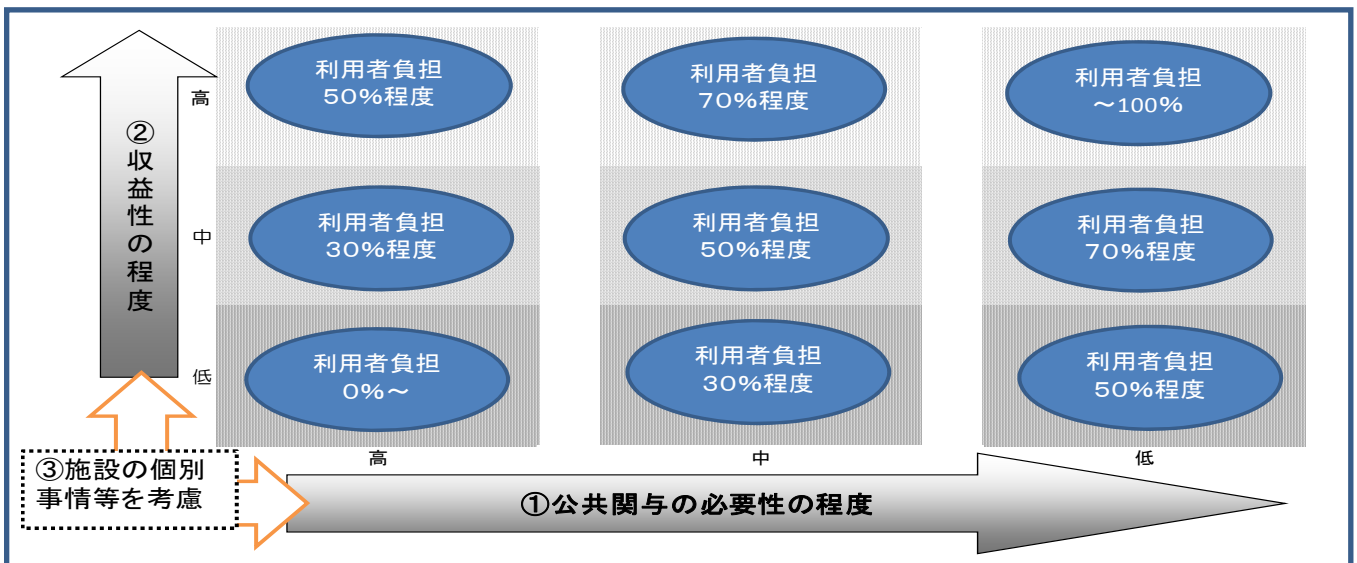 利用者負担
50%程度
利用者負担
70%程度
利用者負担
～100%
高
②収益性の程度
利用者負担
30%程度
利用者負担
50%程度
利用者負担
70%程度
中
利用者負担
0%～
利用者負担
30%程度
利用者負担
50%程度
低
③施設の個別
事情等を考慮
高
中
低
①公共関与の必要性の程度